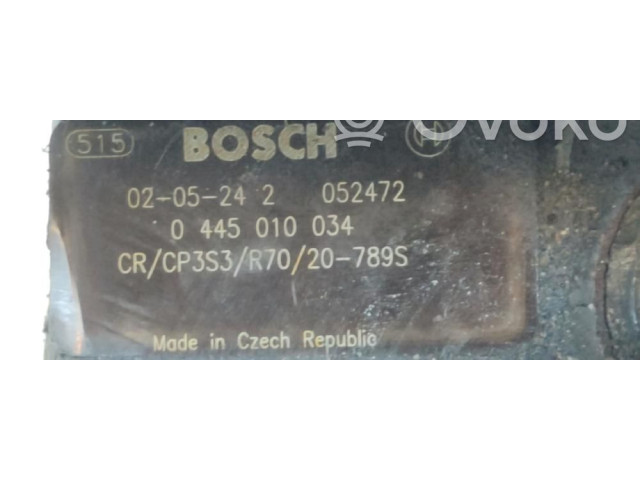 515 BOSCH
02-05-24 2 052472
0 445 010 034
CR/CP3S3/R70/20-789S
Made in Czech Republic